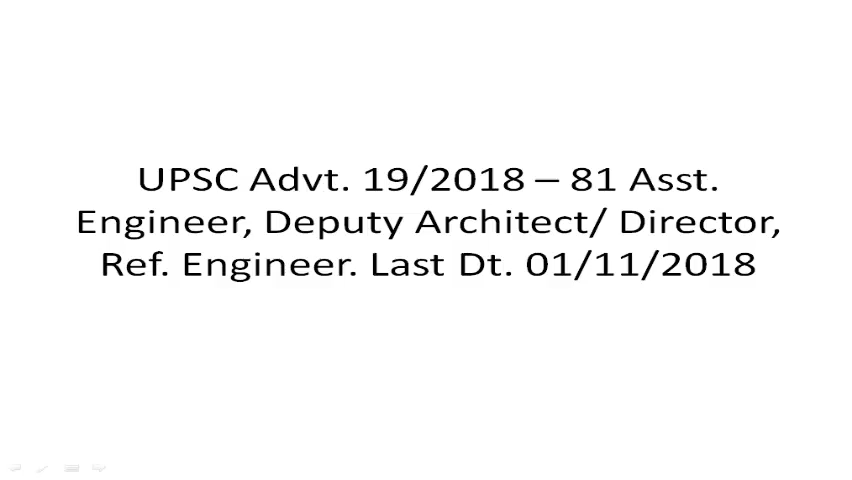 UPSC Advt. 19/2018 – 81 Asst.
Engineer, Deputy Architect/ Director,
Ref. Engineer. Last Dt. 01/11/2018